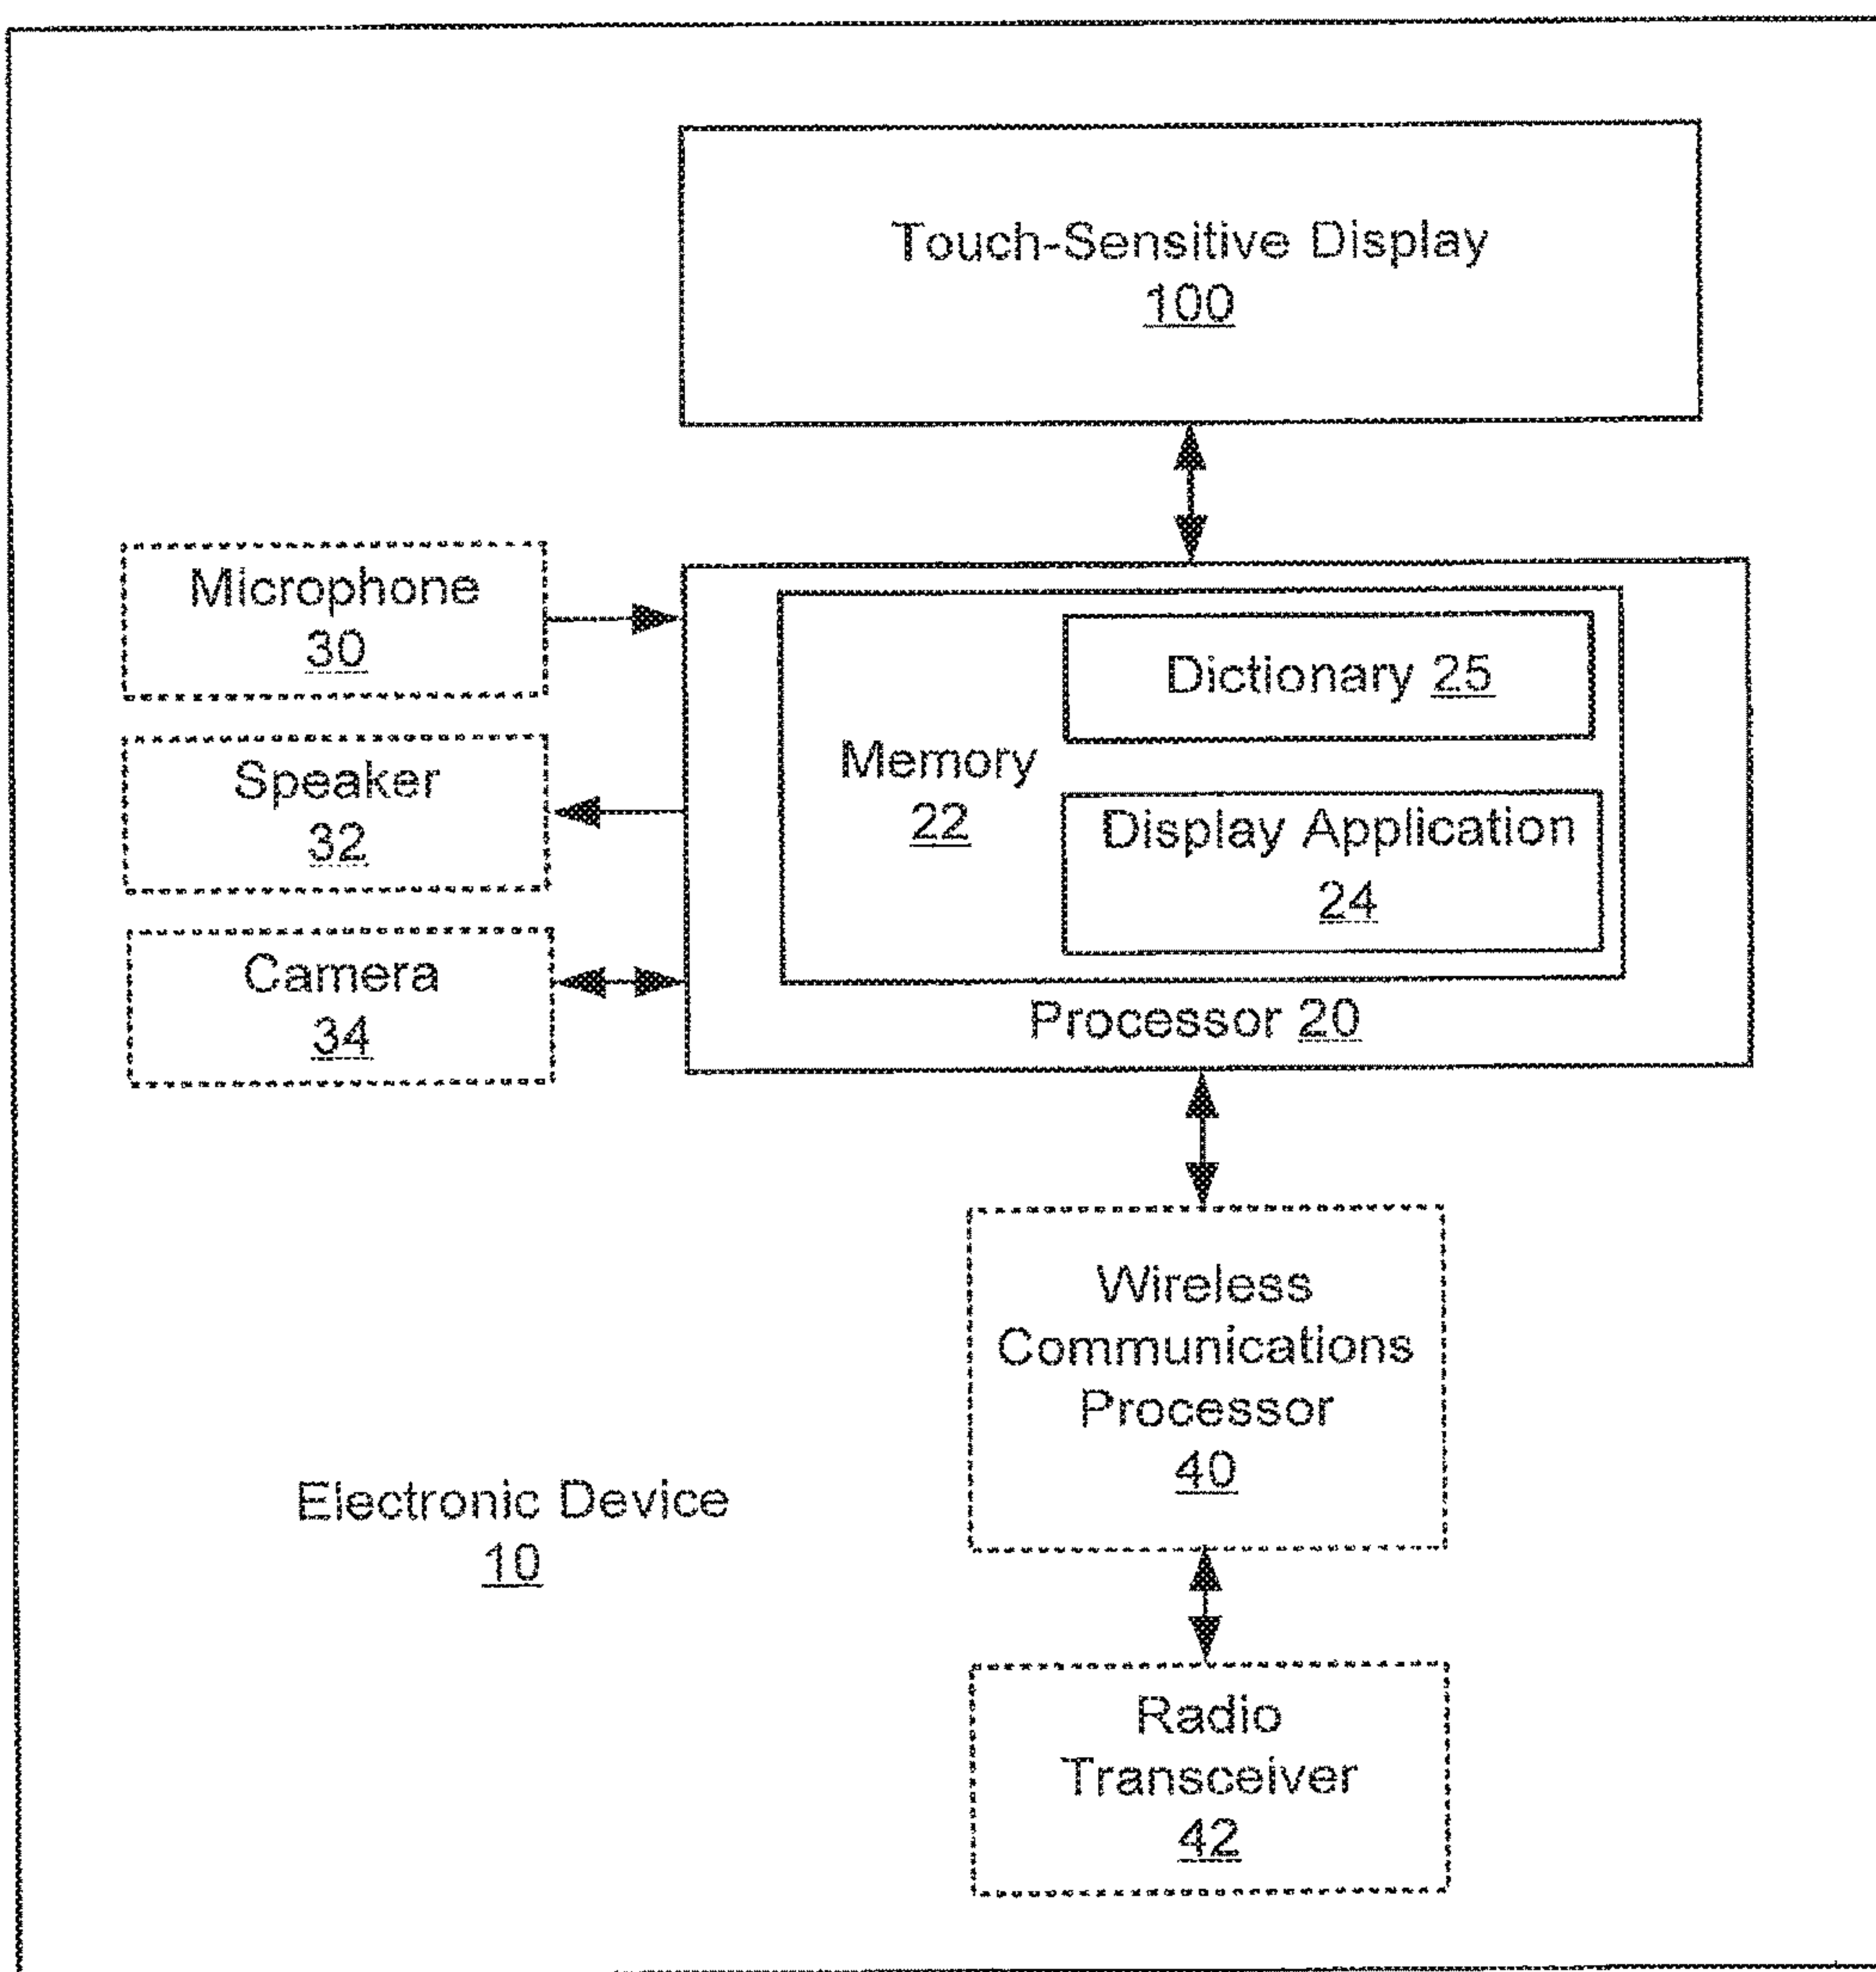 Touch-Sensitive Display
100
Microphone
30
Speaker
32
Camera
34
Dictionary 25
Memory
22
Display Application
24
Processor 20
Wireless
Communications
Processor
40
Electronic Device
10
Radio
Transceiver
42